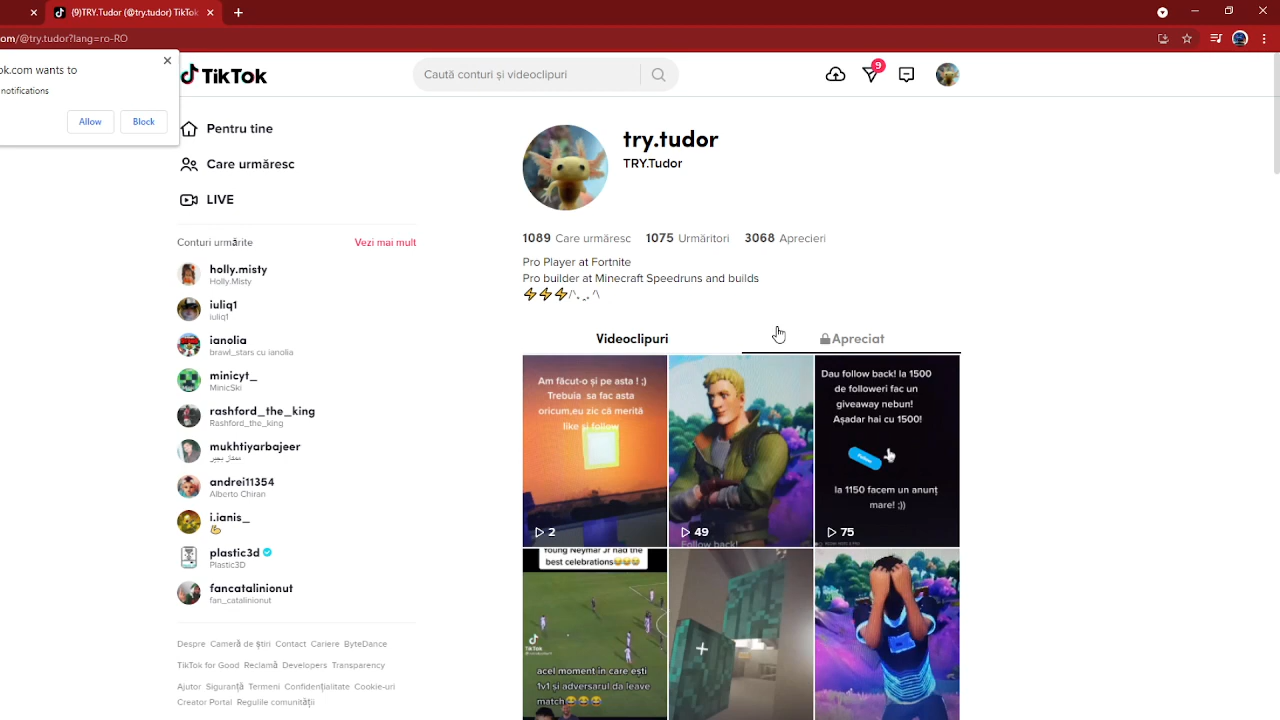 (9)TRY.Tudor (@try.tudor) TikTok
om/@try.tudor?lang=ro-RO
ok.com wants to
notifications
Allow
Block
TikTok
Caută conturi și videoclipuri
9
Pentru tine
Care urmăresc
LIVE
Conturi urmărite
Vezi mai mult
holly.misty
Holly.Misty
iuliq1
iuliq1
ianolia
brawl_stars cu ianolia
minicyt_
MinicSki
rashford_the_king
Rashford_the_king
mukhtiyarbajeer
andrei11354
Alberto Chiran
i.ianis_
plastic3d
Plastic3D
fancatalinionut
fan_catalinionut
Despre Cameră de știri Contact Cariere ByteDance
TikTok for Good Reclamă Developers Transparency
Ajutor Siguranță Termeni Confidențialitate Cookie-uri
Creator Portal Regulile comunității
try.tudor
TRY.Tudor
1089 Care urmăresc 1075 Urmăritori 3068 Aprecieri
Pro Player at Fortnite
Pro builder at Minecraft Speedruns and builds
⚡⚡⚡/^._.^\
Videoclipuri
Apreciat
Am făcut-o și pe asta ! ;)
Trebuia sa fac asta
oricum,eu zic că merită
like și follow
2
Follow back!
49
Dau follow back! la 1500
de followeri fac un
giveaway nebun!
Așadar hai cu 1500!
Follow
la 1150 facem un anunț
mare! ;))
75
Young Neymar Jr had the
best celebrations😂😂😂
TikTok
acel moment in care ești
1v1 si adversarul da leave
match😂😂😂